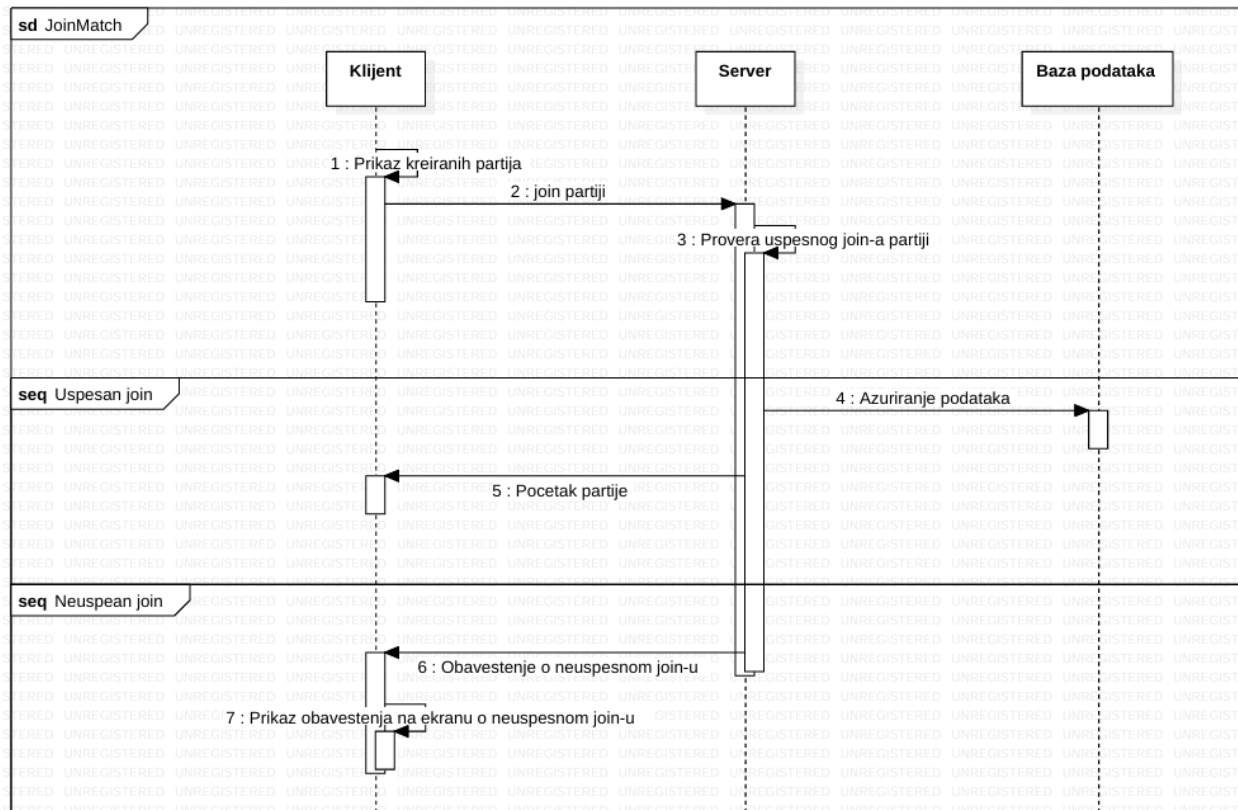 sd JoinMatch
Klijent
Server
Baza podataka
1 : Prikaz kreiranih partija
2 : join partiji
3 : Provera uspesnog join-a partiji
seq Uspesan join
4 : Azuriranje podataka
5 : Pocetak partije
seq Neuspean join
6 : Obavestenje o neuspesnom join-u
7 : Prikaz obavestenja na ekranu o neuspesnom join-u